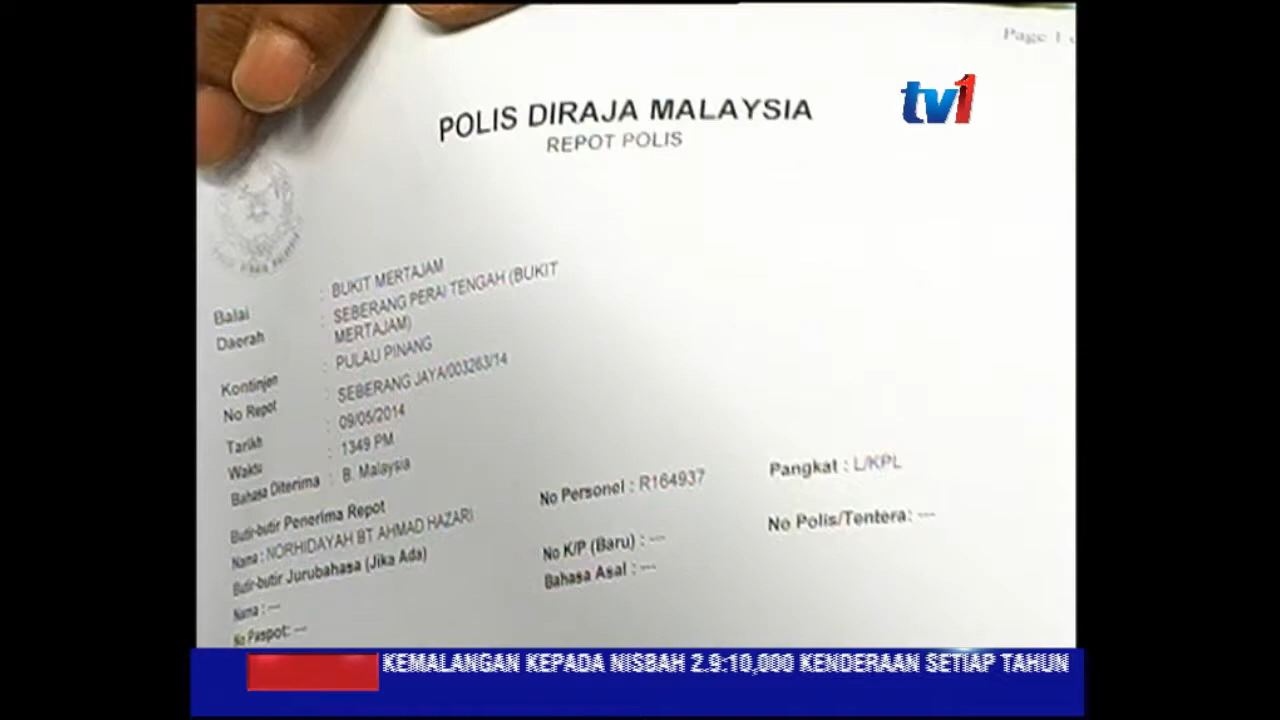 Page 1
tv1
POLIS DIRAJA MALAYSIA
REPOT POLIS
Balai : BUKIT MERTAJAM
Daerah : SEBERANG PERAI TENGAH (BUKIT
MERTAJAM)
Kontinjen : PULAU PINANG
No Repot : SEBERANG JAYA/003263/14
Tarikh : 09/05/2014
Waktu : 1349 PM
Bahasa Diterima : B. Malaysia
Butir-butir Penerima Repot
Nama : NORHIDAYAH BT AHMAD HAZARI No Personel : R164937 Pangkat : L/KPL
Butir-butir Jurubahasa (Jika Ada)
Nama : --- No K/P (Baru) : --- No Polis/Tentera: ---
No Paspot: --- Bahasa Asal : ---
KEMALANGAN KEPADA NISBAH 2.9:10,000 KENDERAAN SETIAP TAHUN